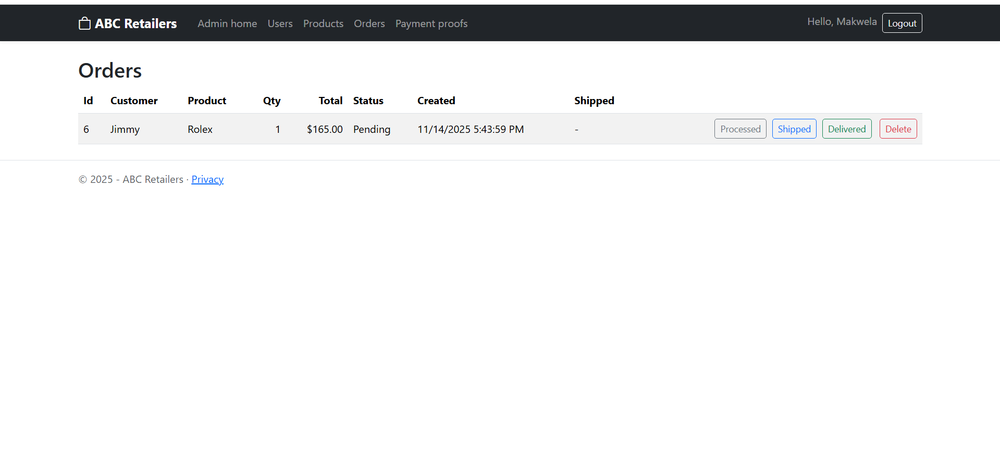 ABC Retailers Admin home Users Products Orders Payment proofs Hello, Makwela Logout
Orders
Id Customer Product Qty Total Status Created Shipped
6 Jimmy Rolex 1 $165.00 Pending 11/14/2025 5:43:59 PM - Processed Shipped Delivered Delete
© 2025 - ABC Retailers · Privacy